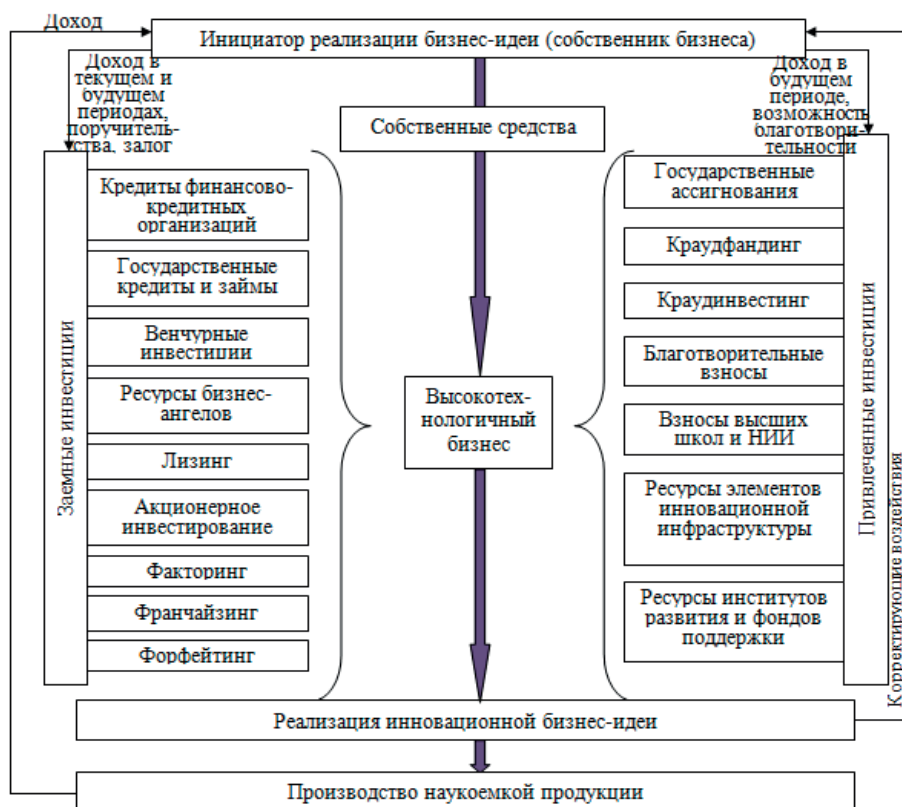 Доход
Инициатор реализации бизнес-идеи (собственник бизнеса)
Доход в
текущем и
будущем
периодах,
поручитель-
ства, залог
Доход в
будущем
периоде,
возможность
благотвори-
тельности
Собственные средства
Заемные инвестиции
Кредиты финансово-
кредитных
организаций
Государственные
кредиты и займы
Венчурные
инвестиции
Ресурсы бизнес-
ангелов
Лизинг
Акционерное
инвестирование
Факторинг
Франчайзинг
Форфейтинг
Высокотех-
нологичный
бизнес
Государственные
ассигнования
Краудфандинг
Краудинвестинг
Благотворительные
взносы
Взносы высших
школ и НИИ
Ресурсы элементов
инновационной
инфраструктуры
Ресурсы институтов
развития и фондов
поддержки
Привлеченные инвестиции
Корректирующие воздействия
Реализация инновационной бизнес-идеи
Производство наукоемкой продукции